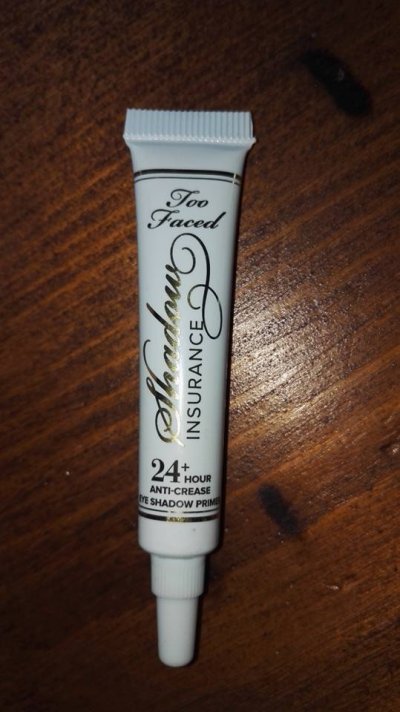 Too
Faced
Shadow
INSURANCE
24+ HOUR
ANTI-CREASE
EYE SHADOW PRIMER